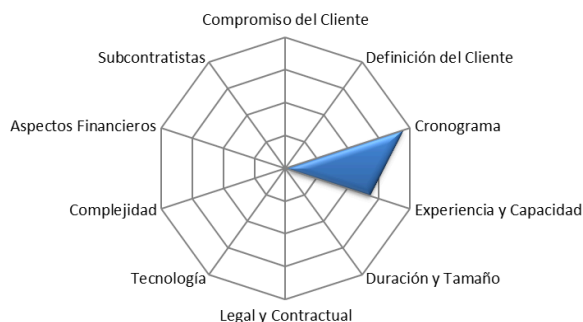 Compromiso del Cliente
Subcontratistas
Definición del Cliente
Aspectos Financieros
Cronograma
Complejidad
Experiencia y Capacidad
Tecnología
Duración y Tamaño
Legal y Contractual